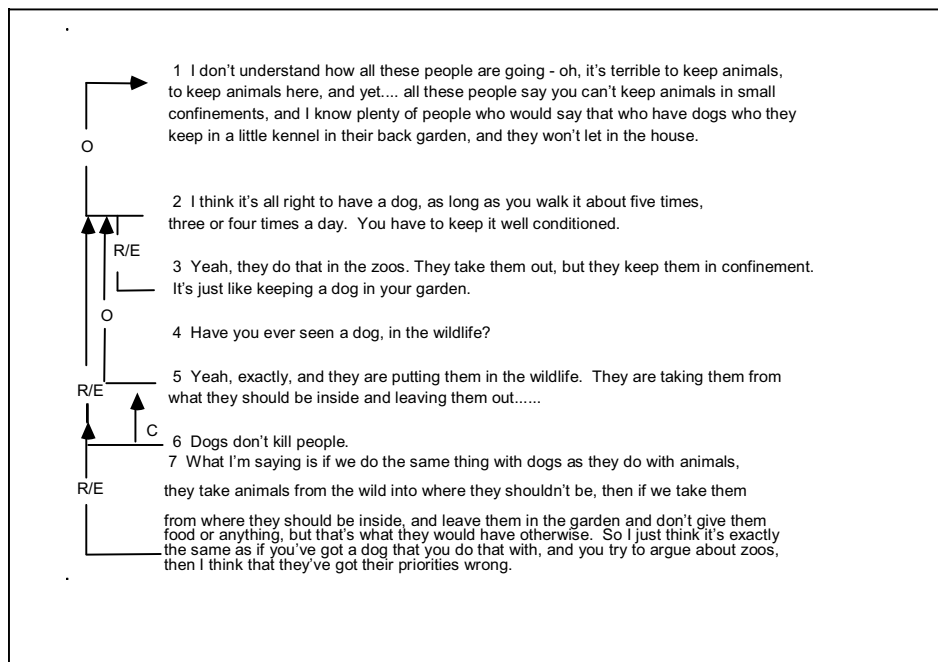 1 I don't understand how all these people are going - oh, it's terrible to keep animals,
to keep animals here, and yet.... all these people say you can't keep animals in small
confinements, and I know plenty of people who would say that who have dogs who they
keep in a little kennel in their back garden, and they won't let in the house.
O
2 I think it's all right to have a dog, as long as you walk it about five times,
three or four times a day. You have to keep it well conditioned.
R/E
3 Yeah, they do that in the zoos. They take them out, but they keep them in confinement.
It's just like keeping a dog in your garden.
O
4 Have you ever seen a dog, in the wildlife?
5 Yeah, exactly, and they are putting them in the wildlife. They are taking them from
R/E
what they should be inside and leaving them out......
C
6 Dogs don't kill people.
7 What I'm saying is if we do the same thing with dogs as they do with animals,
R/E
they take animals from the wild into where they shouldn't be, then if we take them
from where they should be inside, and leave them in the garden and don't give them
food or anything, but that's what they would have otherwise. So I just think it's exactly
the same as if you've got a dog that you do that with, and you try to argue about zoos,
then I think that they've got their priorities wrong.